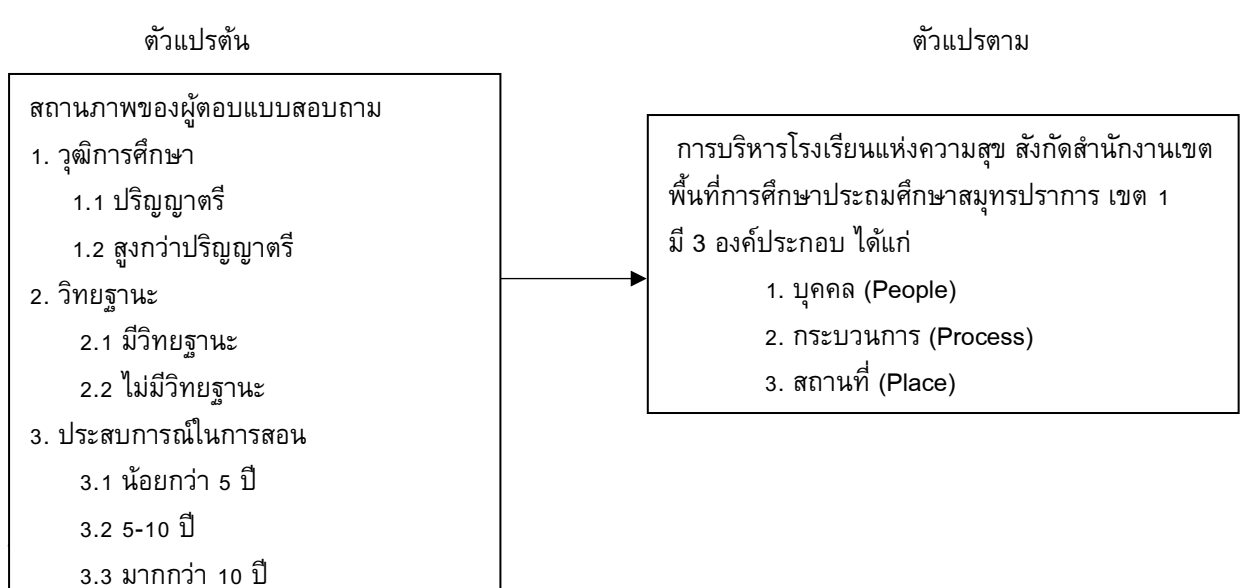 ตัวแปรต้น
ตัวแปรตาม
สถานภาพของผู้ตอบแบบสอบถาม
1. วุฒิการศึกษา
1.1 ปริญญาตรี
1.2 สูงกว่าปริญญาตรี
2. วิทยฐานะ
2.1 มีวิทยฐานะ
2.2 ไม่มีวิทยฐานะ
3. ประสบการณ์ในการสอน
3.1 น้อยกว่า 5 ปี
3.2 5-10 ปี
3.3 มากกว่า 10 ปี
การบริหารโรงเรียนแห่งความสุข สังกัดสำนักงานเขต
พื้นที่การศึกษาประถมศึกษาสมุทรปราการ เขต 1
มี 3 องค์ประกอบ ได้แก่
1. บุคคล (People)
2. กระบวนการ (Process)
3. สถานที่ (Place)